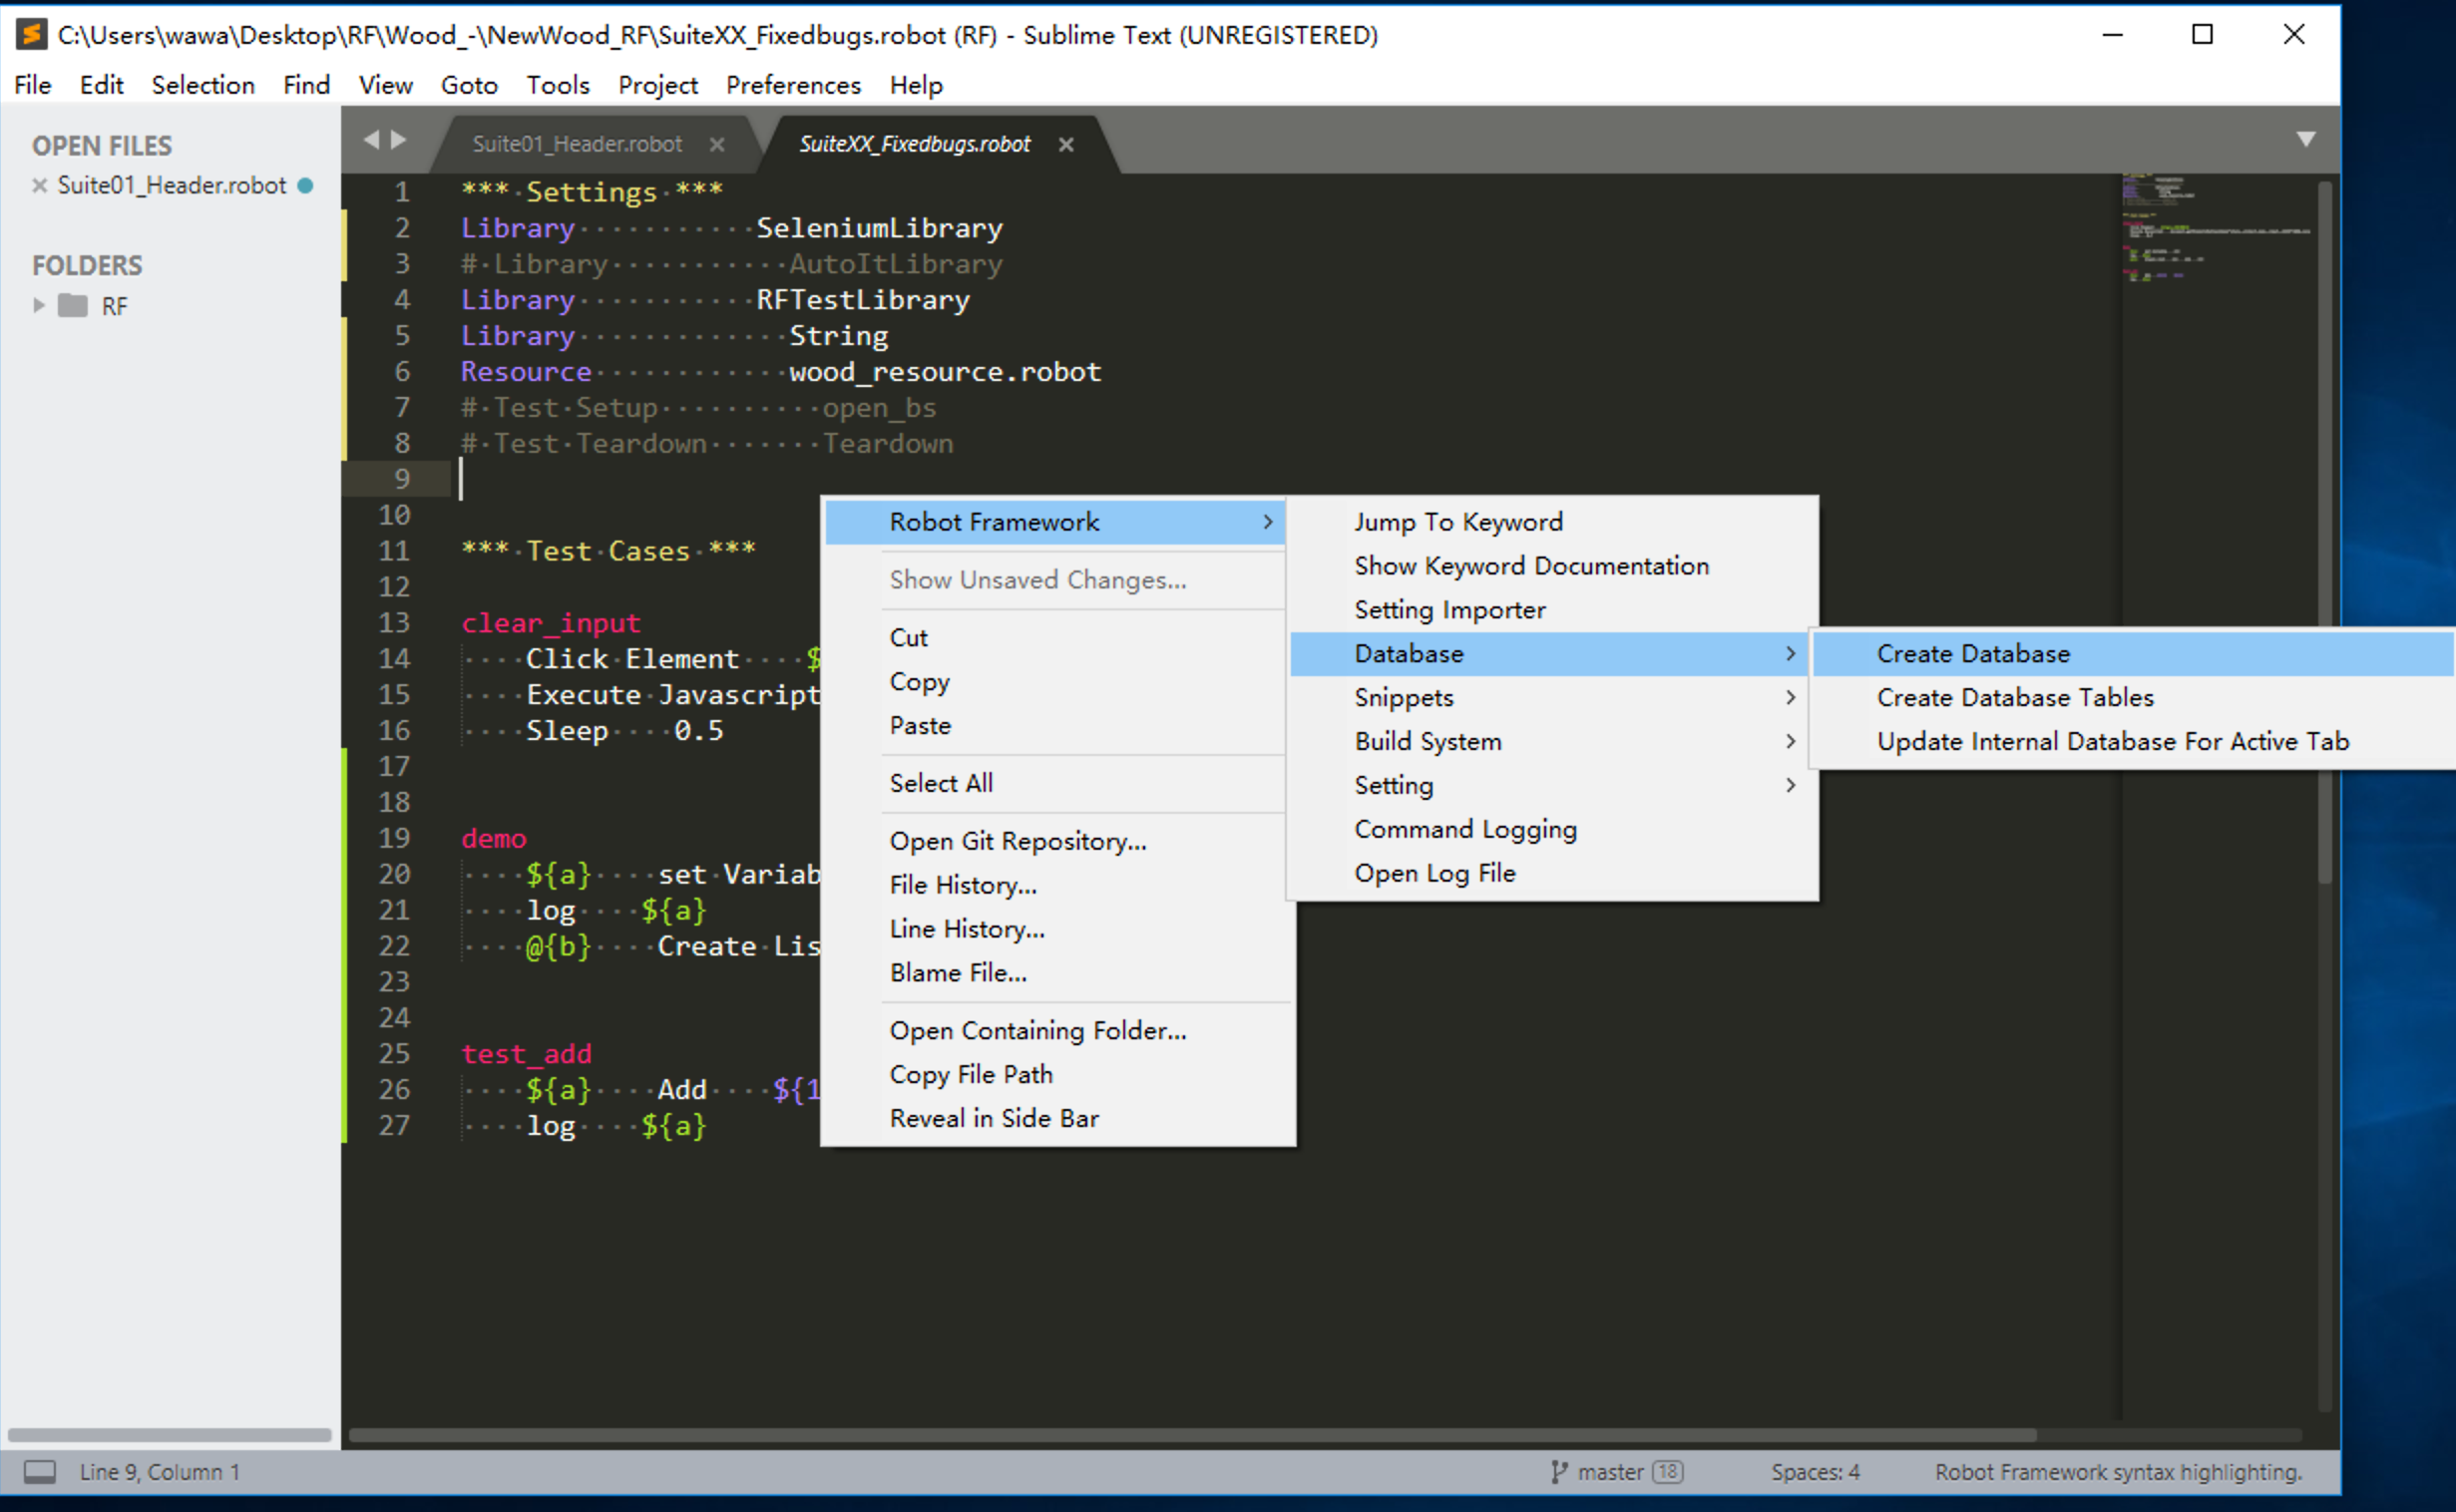 C:\Users\wawa\Desktop\RF\Wood_-\NewWood_RF\SuiteXX_Fixedbugs.robot (RF) - Sublime Text (UNREGISTERED)
File Edit Selection Find View Goto Tools Project Preferences Help
OPEN FILES
Suite01_Header.robot
FOLDERS
RF
Suite01_Header.robot SuiteXX_Fixedbugs.robot
1 *** Settings ***
2 Library SeleniumLibrary
3 # Library AutoItLibrary
4 Library RFTestLibrary
5 Library String
6 Resource wood_resource.robot
7 # Test Setup open_bs
8 # Test Teardown Teardown
9
10
11 *** Test Cases ***
12
13 clear_input
14 Click Element $
15 Execute Javascript
16 Sleep 0.5
17
18
19 demo
20 ${a} set Variab
21 log ${a}
22 @{b} Create Lis
23
24
25 test_add
26 ${a} Add ${1
27 log ${a}
Robot Framework
Show Unsaved Changes...
Cut
Copy
Paste
Select All
Open Git Repository...
File History...
Line History...
Blame File...
Open Containing Folder...
Copy File Path
Reveal in Side Bar
Jump To Keyword
Show Keyword Documentation
Setting Importer
Database
Snippets
Build System
Setting
Command Logging
Open Log File
Create Database
Create Database Tables
Update Internal Database For Active Tab
Line 9, Column 1 master 18 Spaces: 4 Robot Framework syntax highlighting.